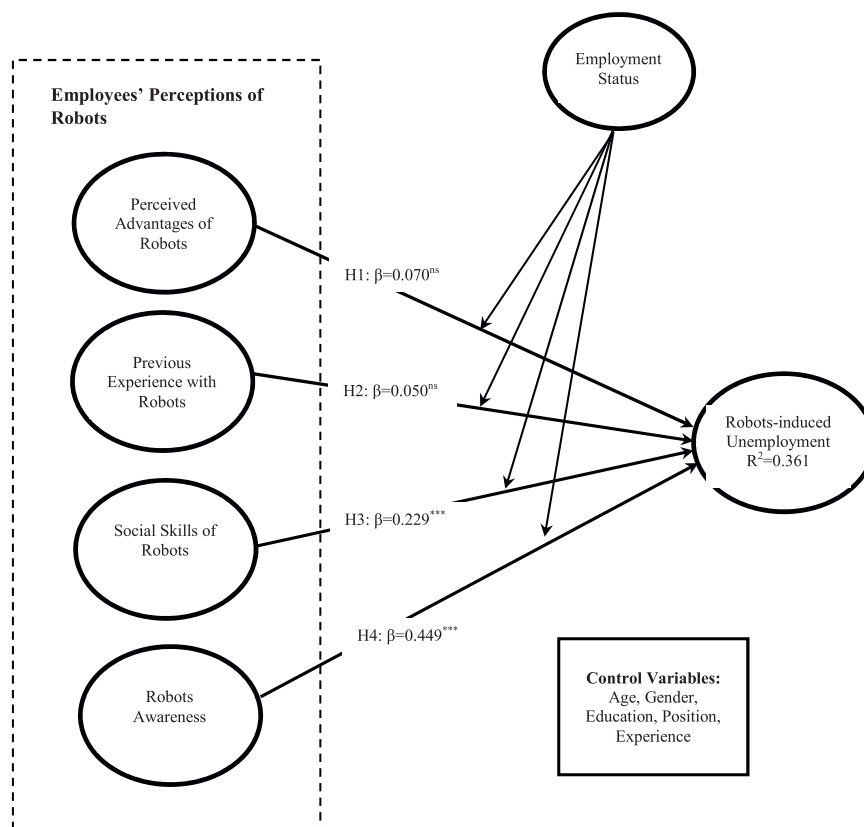 Employment
Status
Employees’ Perceptions of
Robots
Perceived
Advantages of
Robots
H1: β=0.070ns
Previous
Experience with
Robots
H2: β=0.050ns
Robots-induced
Unemployment
R²=0.361
Social Skills of
Robots
H3: β=0.229***
H4: β=0.449***
Robots
Awareness
Control Variables:
Age, Gender,
Education, Position,
Experience